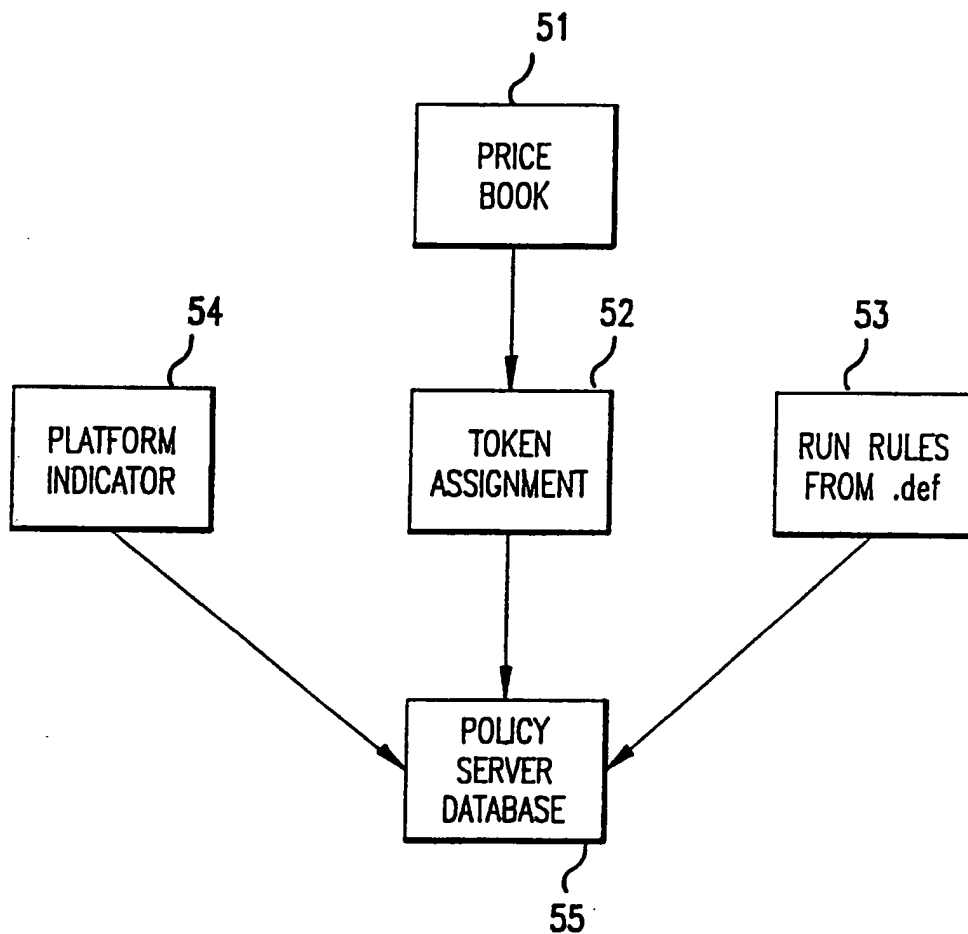 51
PRICE
BOOK
54
PLATFORM
INDICATOR
52
TOKEN
ASSIGNMENT
53
RUN RULES
FROM .def
POLICY
SERVER
DATABASE
55